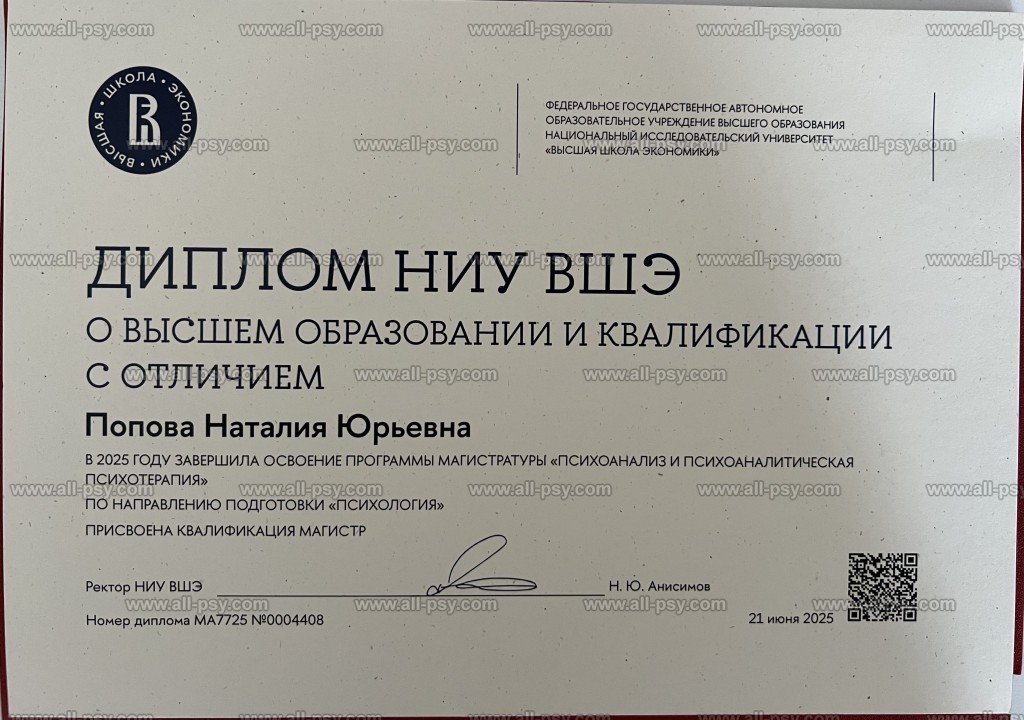 ВЫСШАЯ • ШКОЛА • ЭКОНОМИКИ •
ФЕДЕРАЛЬНОЕ ГОСУДАРСТВЕННОЕ АВТОНОМНОЕ
ОБРАЗОВАТЕЛЬНОЕ УЧРЕЖДЕНИЕ ВЫСШЕГО ОБРАЗОВАНИЯ
НАЦИОНАЛЬНЫЙ ИССЛЕДОВАТЕЛЬСКИЙ УНИВЕРСИТЕТ
«ВЫСШАЯ ШКОЛА ЭКОНОМИКИ»
ДИПЛОМ НИУ ВШЭ
О ВЫСШЕМ ОБРАЗОВАНИИ И КВАЛИФИКАЦИИ
С ОТЛИЧИЕМ
Попова Наталия Юрьевна
В 2025 ГОДУ ЗАВЕРШИЛА ОСВОЕНИЕ ПРОГРАММЫ МАГИСТРАТУРЫ «ПСИХОАНАЛИЗ И ПСИХОАНАЛИТИЧЕСКАЯ
ПСИХОТЕРАПИЯ»
ПО НАПРАВЛЕНИЮ ПОДГОТОВКИ «ПСИХОЛОГИЯ»
ПРИСВОЕНА КВАЛИФИКАЦИЯ МАГИСТР
Ректор НИУ ВШЭ Н. Ю. Анисимов
Номер диплома МА7725 №0004408 21 июня 2025
www.all-psy.com